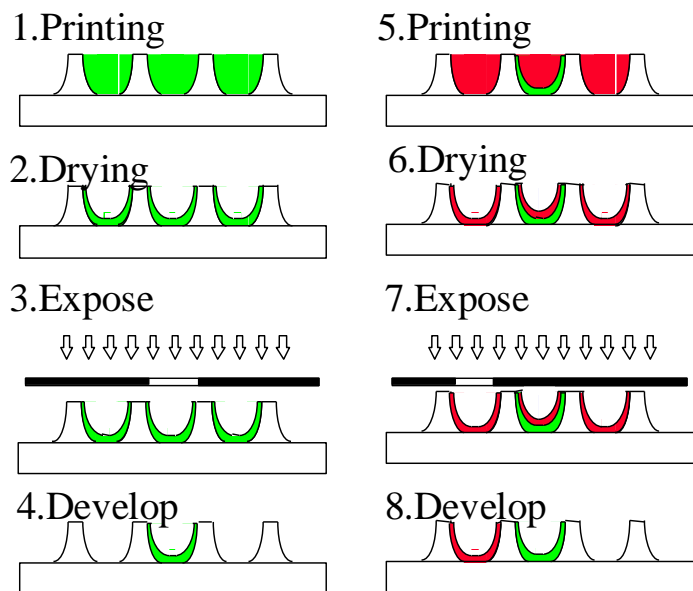 1.Printing
2.Drying
3.Expose
4.Develop
5.Printing
6.Drying
7.Expose
8.Develop